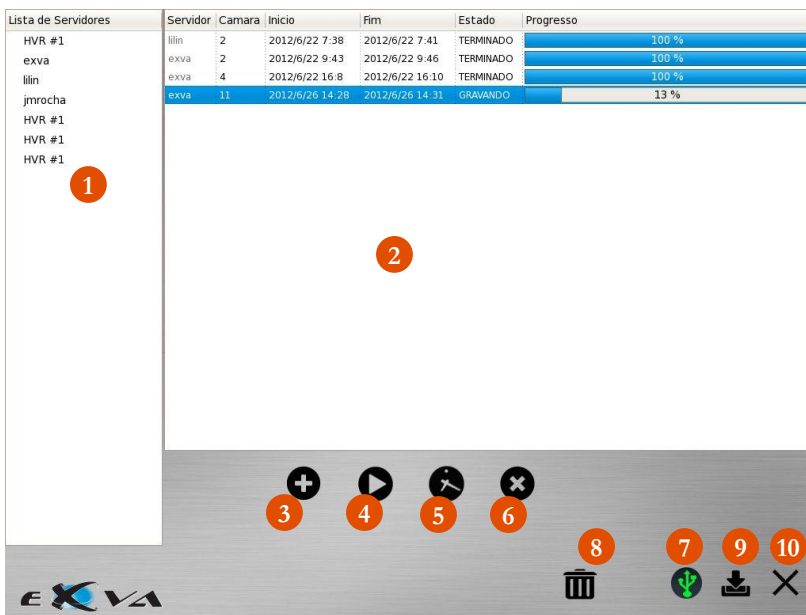 Lista de Servidores
HVR #1
exva
lilin
jmrocha
HVR #1
HVR #1
HVR #1
1
Servidor Camara Inicio Fim Estado Progresso
lilin 2 2012/6/22 7:38 2012/6/22 7:41 TERMINADO 100 %
exva 2 2012/6/22 9:43 2012/6/22 9:46 TERMINADO 100 %
exva 4 2012/6/22 16:8 2012/6/22 16:10 TERMINADO 100 %
exva 11 2012/6/26 14:28 2012/6/26 14:31 GRAVANDO 13 %
2
3 4 5 6
8 7 9 10
eXVA